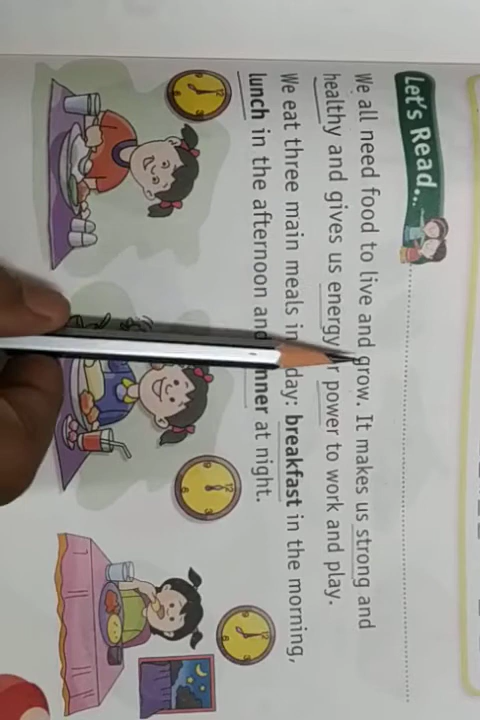 Let's Read...
We all need food to live and grow. It makes us strong and
healthy and gives us energy power to work and play.
We eat three main meals in day: breakfast in the morning,
lunch in the afternoon and at night.